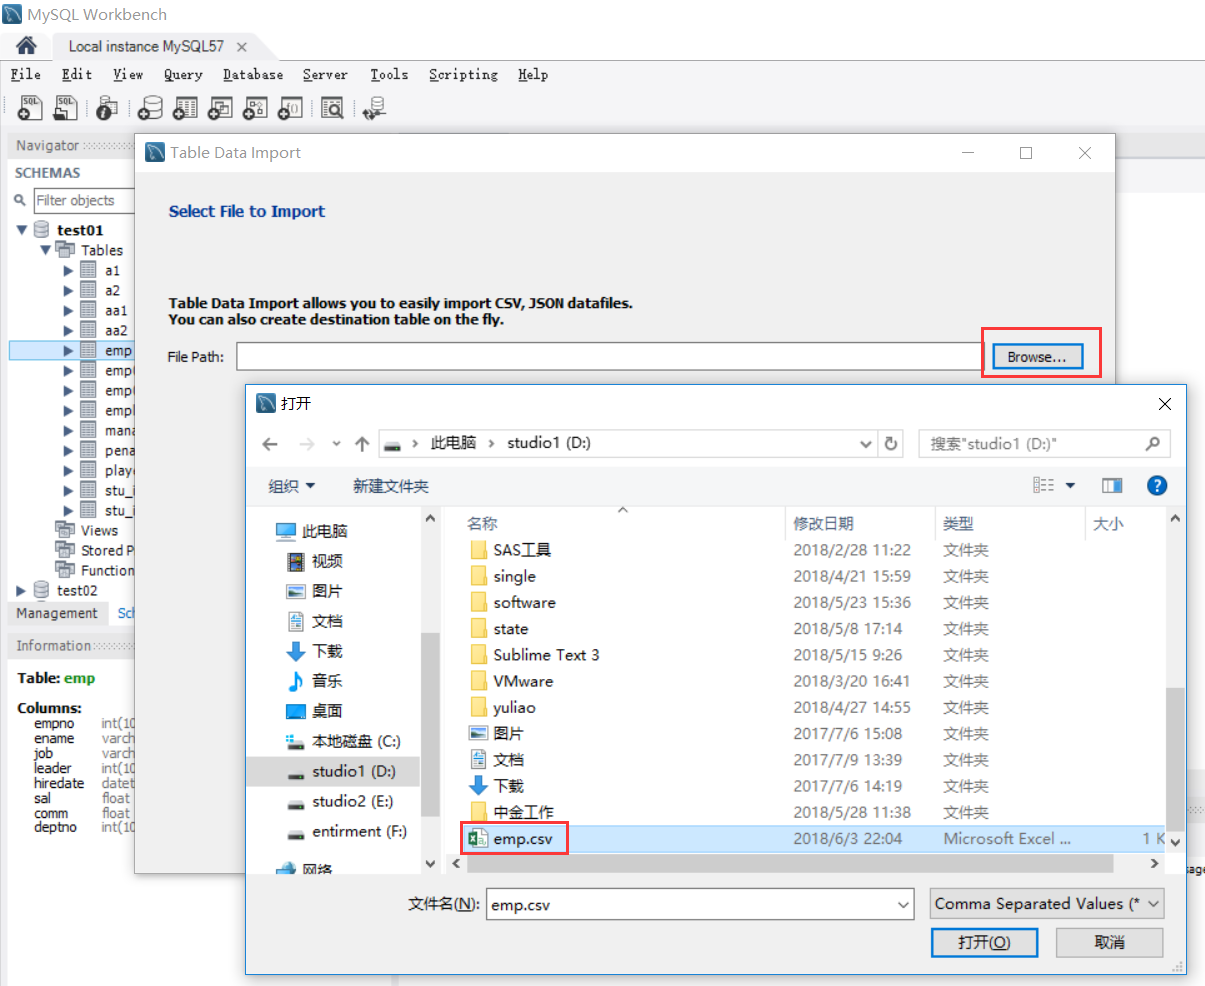 MySQL Workbench
Local instance MySQL57
File Edit View Query Database Server Tools Scripting Help
Navigator
SCHEMAS
Filter objects
test01
Tables
a1
a2
aa1
aa2
emp
emp
emp
emp
mana
pena
playe
stu_i
stu_i
Views
Stored P
Function
test02
Management Sch
Information
Table: emp
Columns:
empno int(10
ename varch
job varch
leader int(10
hiredate datet
sal float
comm float
deptno int(10
Table Data Import
Select File to Import
Table Data Import allows you to easily import CSV, JSON datafiles.
You can also create destination table on the fly.
File Path: Browse...
打开
此电脑 > studio1 (D:)
搜索"studio1 (D:)"
组织 新建文件夹
此电脑
视频
图片
文档
下载
音乐
桌面
本地磁盘 (C:)
studio1 (D:)
studio2 (E:)
entirment (F:)
网络
名称 修改日期 类型 大小
SAS工具 2018/2/28 11:22 文件夹
single 2018/4/21 15:59 文件夹
software 2018/5/23 15:36 文件夹
state 2018/5/8 17:14 文件夹
Sublime Text 3 2018/5/15 9:26 文件夹
VMware 2018/3/20 16:41 文件夹
yuliao 2018/4/27 14:55 文件夹
图片 2017/7/6 15:08 文件夹
文档 2017/7/9 13:39 文件夹
下载 2017/7/6 14:19 文件夹
中金工作 2018/5/28 11:38 文件夹
emp.csv 2018/6/3 22:04 Microsoft Excel ... 1 K
文件名(N): emp.csv
Comma Separated Values (*
打开(O) 取消
sage